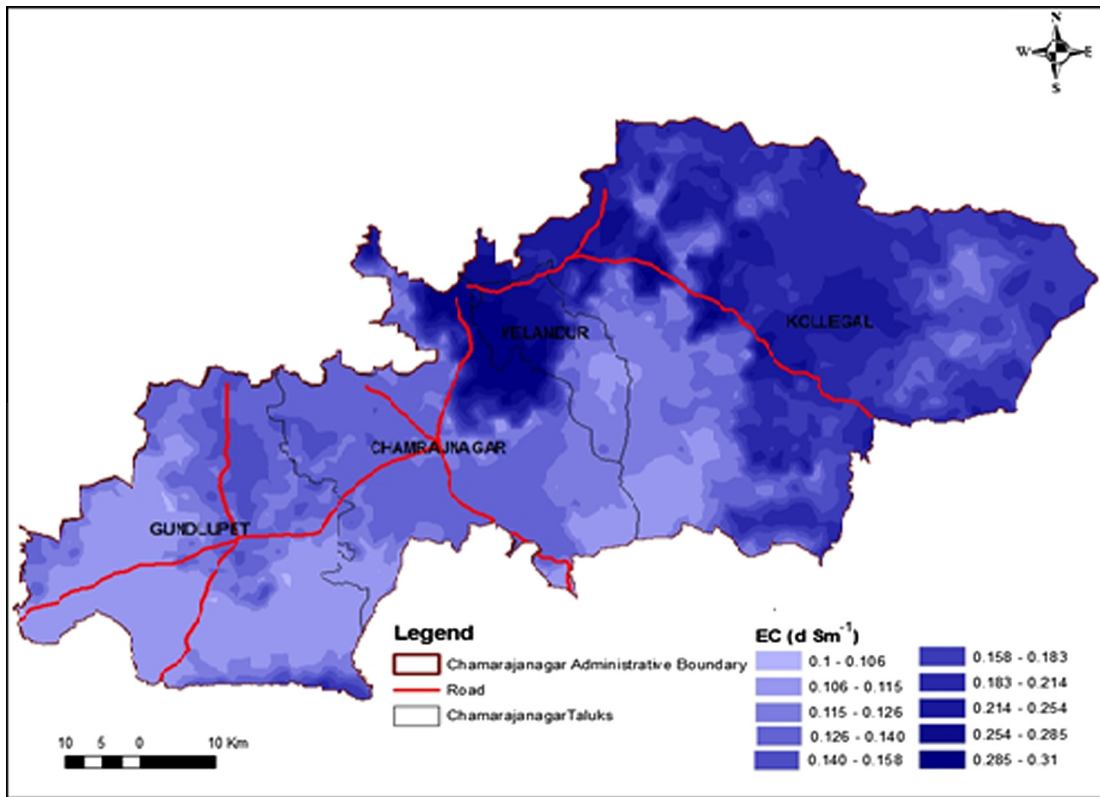 N
W E
S
YELANDUR
KOLLEGAL
CHAMRAJNAGAR
GUNDLUPET
Legend
Chamarajanagar Administrative Boundary
Road
ChamarajanagarTaluks
10 5 0 10 Km
EC (d Sm⁻¹)
0.1 - 0.106
0.106 - 0.115
0.115 - 0.126
0.126 - 0.140
0.140 - 0.158
0.158 - 0.183
0.183 - 0.214
0.214 - 0.254
0.254 - 0.285
0.285 - 0.31